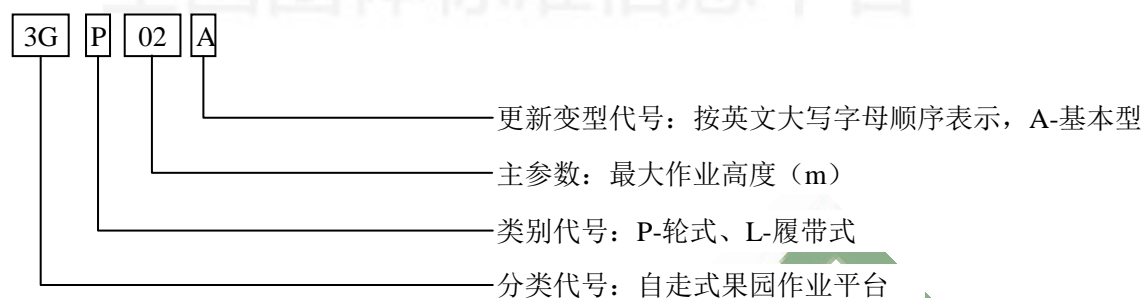 3G P 02 A
更新变型代号：按英文大写字母顺序表示，A-基本型
主参数：最大作业高度（m）
类别代号：P-轮式、L-履带式
分类代号：自走式果园作业平台